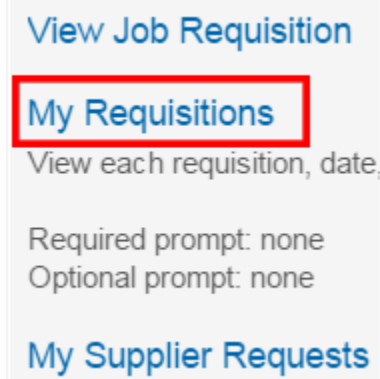 View Job Requisition
My Requisitions
View each requisition, date,
Required prompt: none
Optional prompt: none
My Supplier Requests